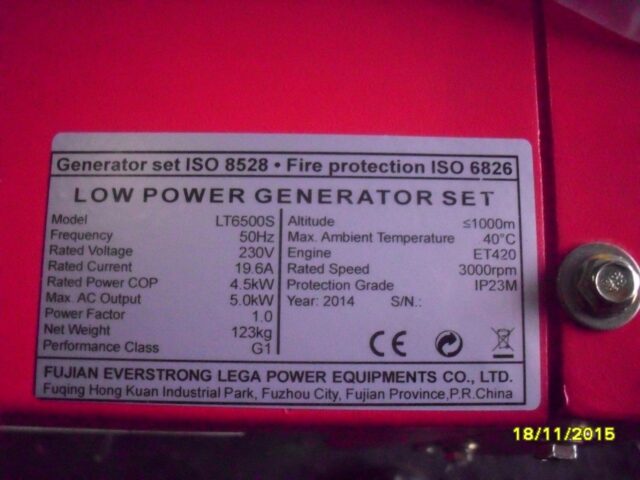 Generator set ISO 8528 • Fire protection ISO 6826
LOW POWER GENERATOR SET
Model LT6500S
Frequency 50Hz
Rated Voltage 230V
Rated Current 19.6A
Rated Power COP 4.5kW
Max. AC Output 5.0kW
Power Factor 1.0
Net Weight 123kg
Performance Class G1
Altitude ≤1000m
Max. Ambient Temperature 40°C
Engine ET420
Rated Speed 3000rpm
Protection Grade IP23M
Year: 2014 S/N.:
CE
FUJIAN EVERSTRONG LEGA POWER EQUIPMENTS CO., LTD.
Fuqing Hong Kuan Industrial Park, Fuzhou City, Fujian Province,P.R.China
18/11/2015